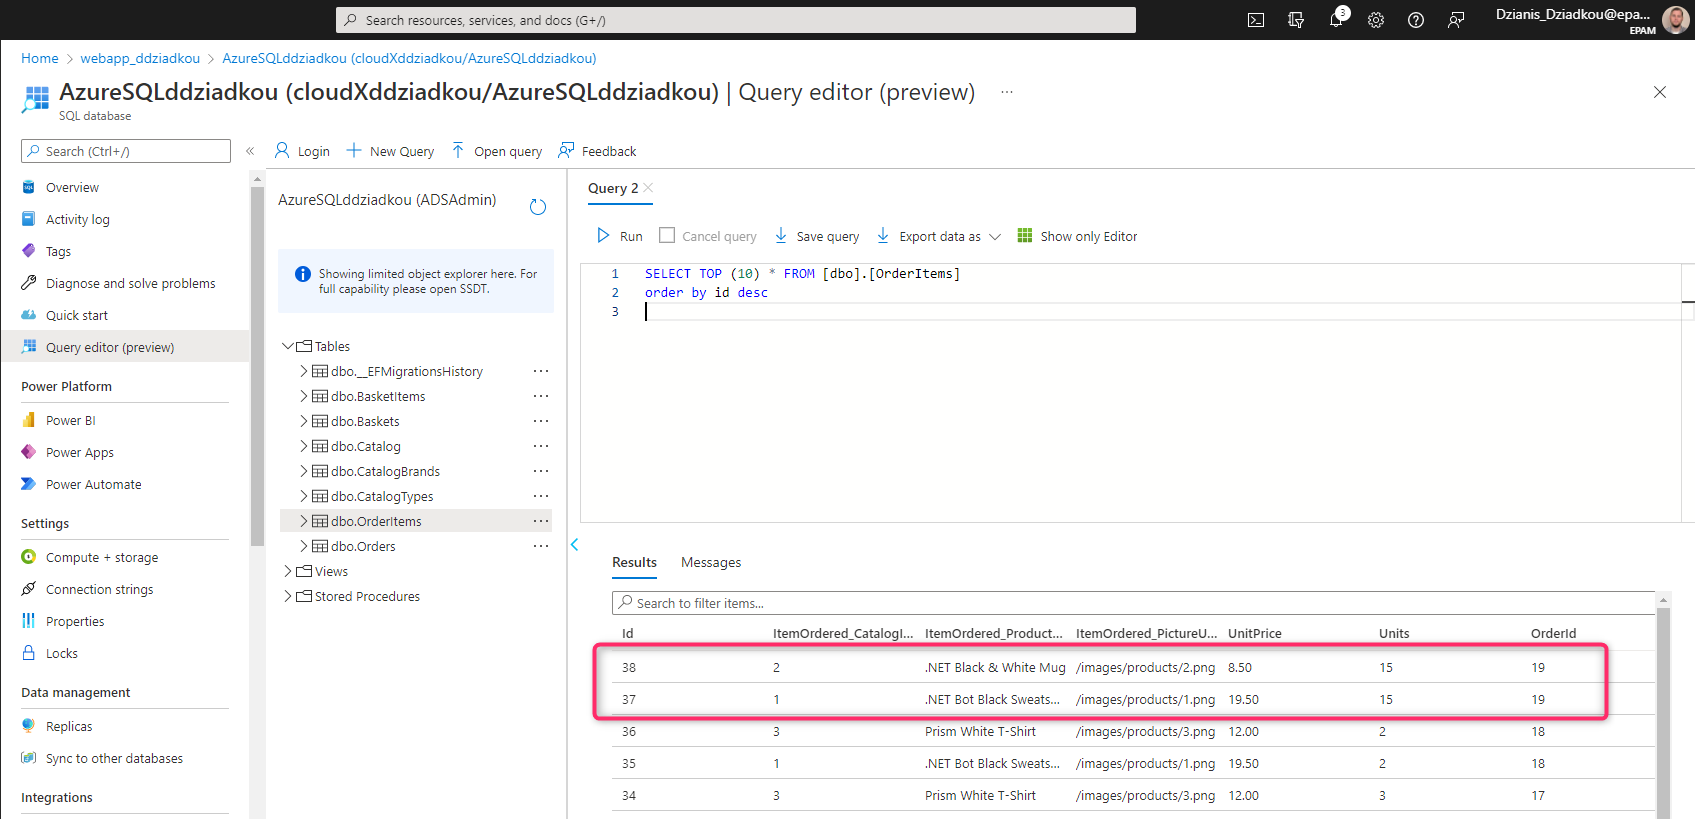 Search resources, services, and docs (G+/)
3
Dzianis_Dziadkou@epa...
EPAM
Home > webapp_ddziadkou > AzureSQLddziadkou (cloudXddziadkou/AzureSQLddziadkou)
AzureSQLddziadkou (cloudXddziadkou/AzureSQLddziadkou) | Query editor (preview) ...
SQL database
Search (Ctrl+/)
«
Overview
Activity log
Tags
Diagnose and solve problems
Quick start
Query editor (preview)
Power Platform
Power BI
Power Apps
Power Automate
Settings
Compute + storage
Connection strings
Properties
Locks
Data management
Replicas
Sync to other databases
Integrations
Login New Query Open query Feedback
AzureSQLddziadkou (ADSAdmin)
Showing limited object explorer here. For
full capability please open SSDT.
Tables
dbo.__EFMigrationsHistory ...
dbo.BasketItems ...
dbo.Baskets ...
dbo.Catalog ...
dbo.CatalogBrands ...
dbo.CatalogTypes ...
dbo.OrderItems ...
dbo.Orders ...
Views
Stored Procedures
Query 2
Run Cancel query Save query Export data as Show only Editor
1 SELECT TOP (10) * FROM [dbo].[OrderItems]
2 order by id desc
3
Results Messages
Search to filter items...
Id ItemOrdered_CatalogI... ItemOrdered_Product... ItemOrdered_PictureU... UnitPrice Units OrderId
38 2 .NET Black & White Mug /images/products/2.png 8.50 15 19
37 1 .NET Bot Black Sweats... /images/products/1.png 19.50 15 19
36 3 Prism White T-Shirt /images/products/3.png 12.00 2 18
35 1 .NET Bot Black Sweats... /images/products/1.png 19.50 2 18
34 3 Prism White T-Shirt /images/products/3.png 12.00 3 17